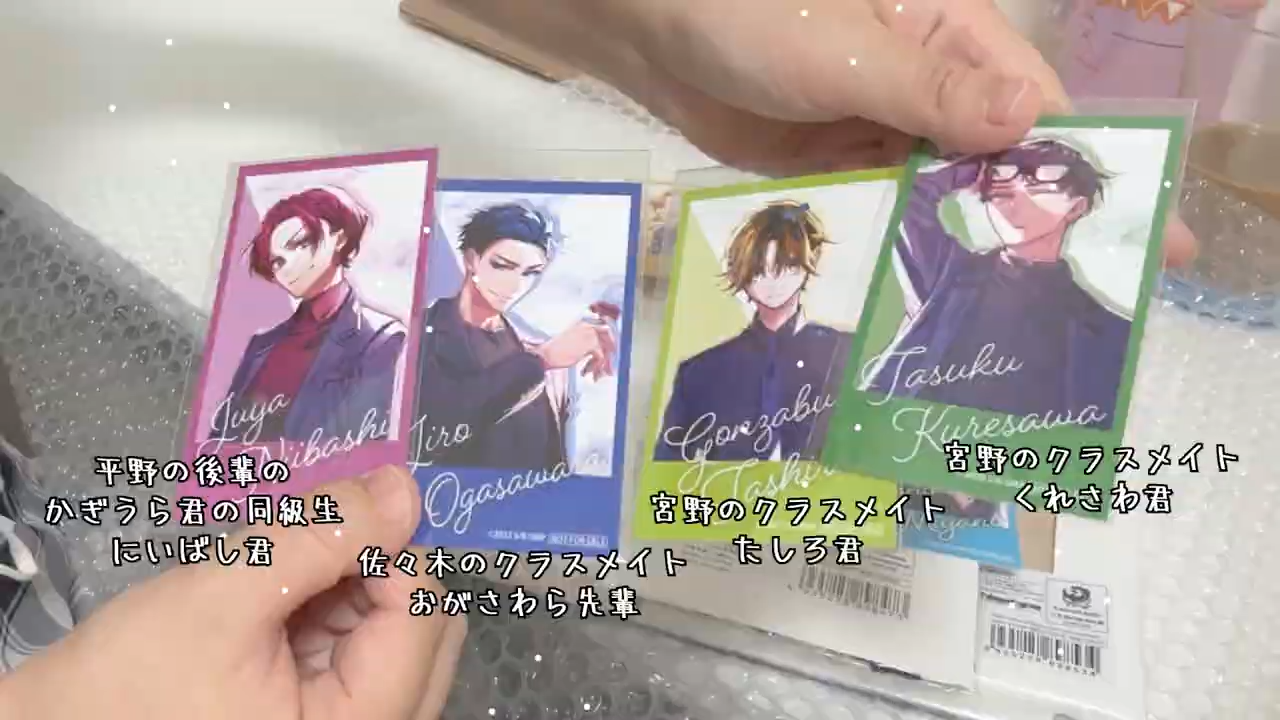 Juya
Niibashi
Jiro
Ogasawara
Gonzabu
Tashi
Tasuku
Kuresawa
平野の後輩の
かぎうら君の同級生
にいばし君
佐々木のクラスメイト
おがさわら先輩
宮野のクラスメイト
たしろ君
宮野のクラスメイト
くれさわ君